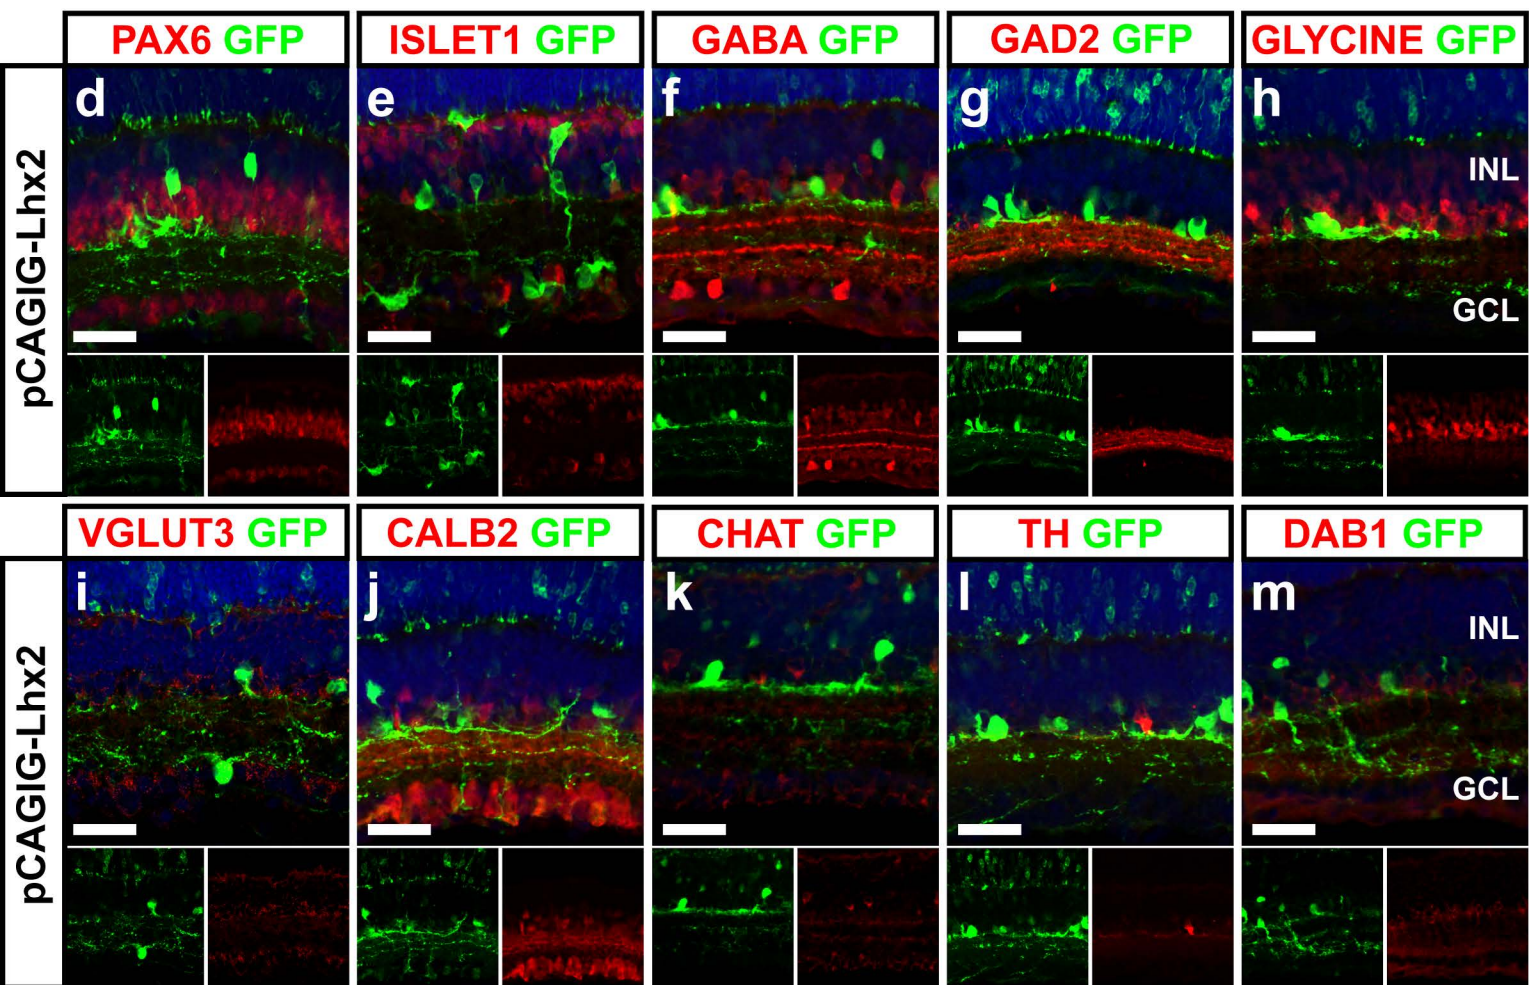 PAX6 GFP
ISLET1 GFP
GABA GFP
GAD2 GFP
GLYCINE GFP
pCAGIG-Lhx2
d
e
f
g
h
INL
GCL
VGLUT3 GFP
CALB2 GFP
CHAT GFP
TH GFP
DAB1 GFP
pCAGIG-Lhx2
i
j
k
l
m
INL
GCL